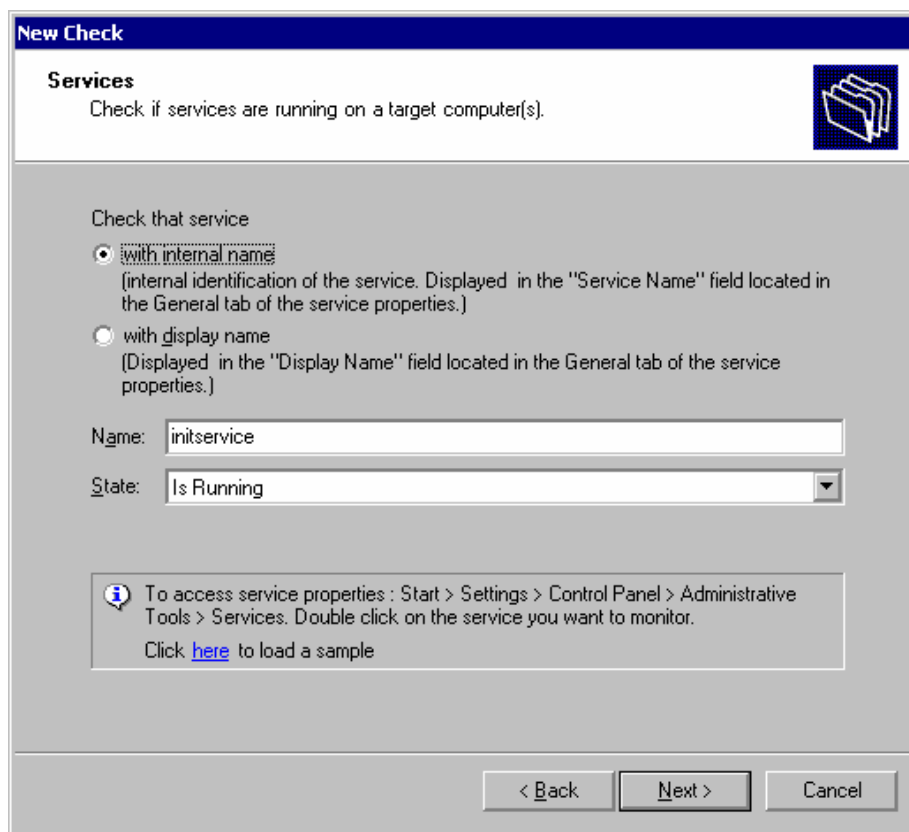 New Check
Services
Check if services are running on a target computer(s).
Check that service
with internal name
(internal identification of the service. Displayed  in the "Service Name" field located in
the General tab of the service properties.)
with display name
(Displayed  in the "Display Name" field located in the General tab of the service
properties.)
Name: initservice
State: Is Running
To access service properties : Start > Settings > Control Panel > Administrative
Tools > Services. Double click on the service you want to monitor.
Click here to load a sample
< Back Next > Cancel